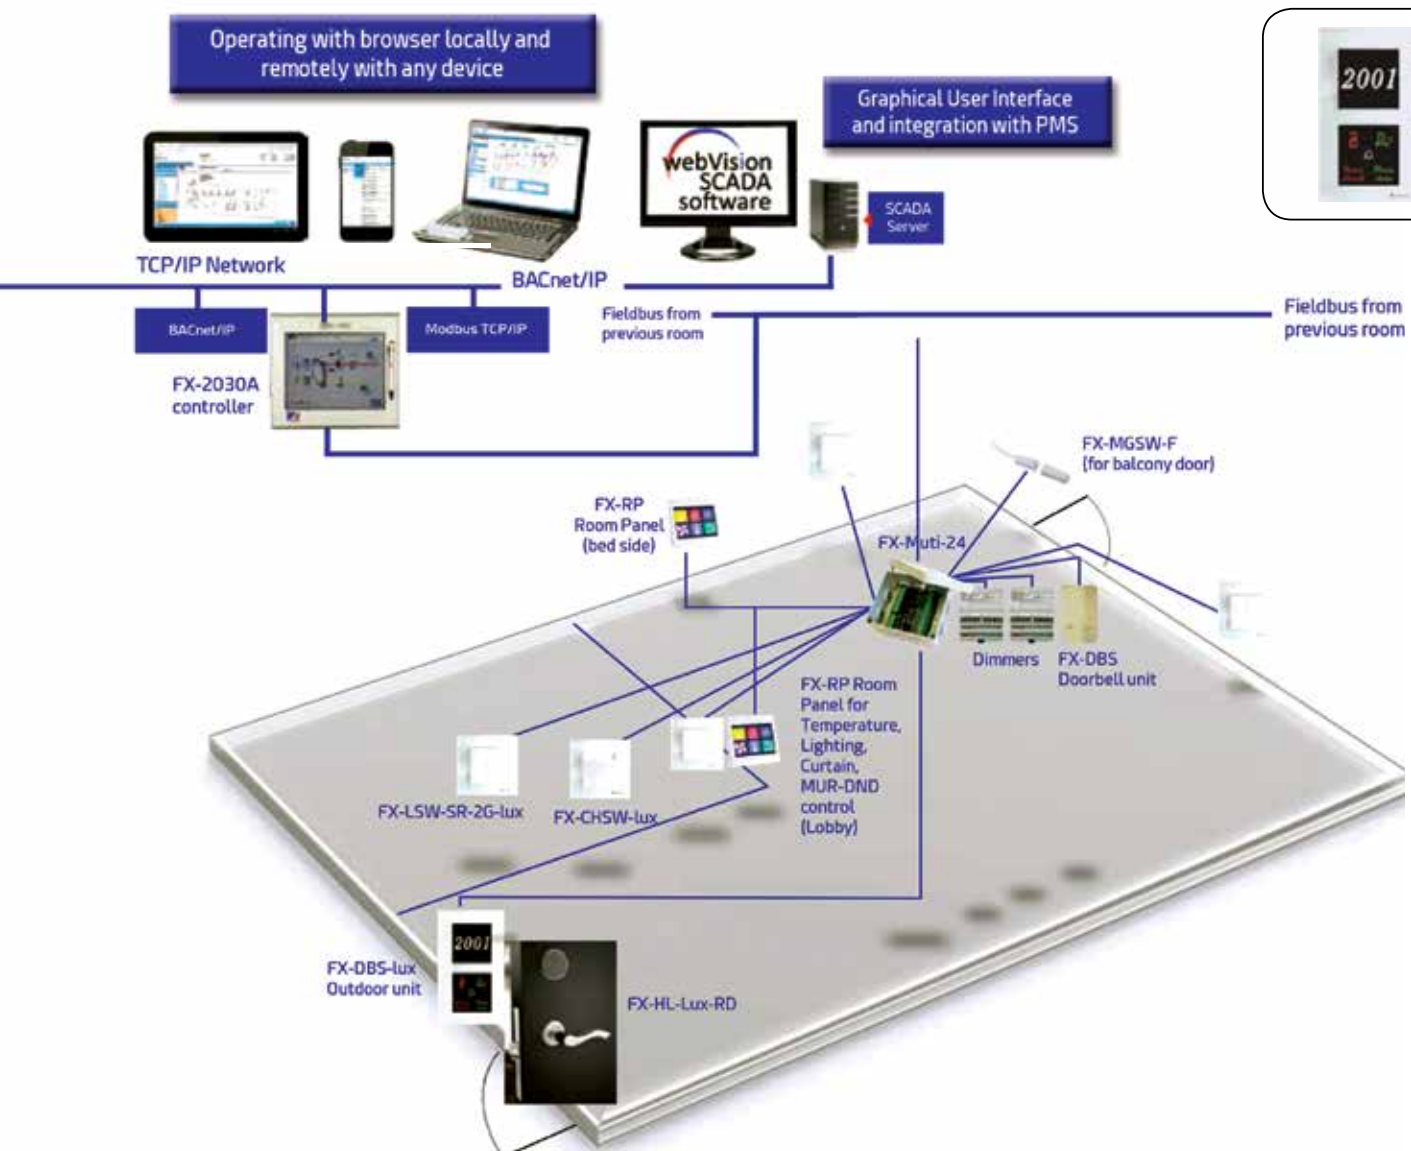 Operating with browser locally and
remotely with any device
Graphical User Interface
and integration with PMS
2001
webVision
SCADA
software
SCADA
Server
TCP/IP Network
BACnet/IP
BACnet/IP
Modbus TCP/IP
Fieldbus from
previous room
Fieldbus from
previous room
FX-2030A
controller
FX-MGSW-F
(for balcony door)
FX-RP
Room Panel
(bed side)
FX-Muti-24
Dimmers
FX-DBS
Doorbell unit
FX-RP Room
Panel for
Temperature,
Lighting,
Curtain,
MUR-DND
control
(Lobby)
FX-LSW-SR-2G-lux
FX-CHSW-lux
2001
FX-DBS-lux
Outdoor unit
FX-HL-Lux-RD